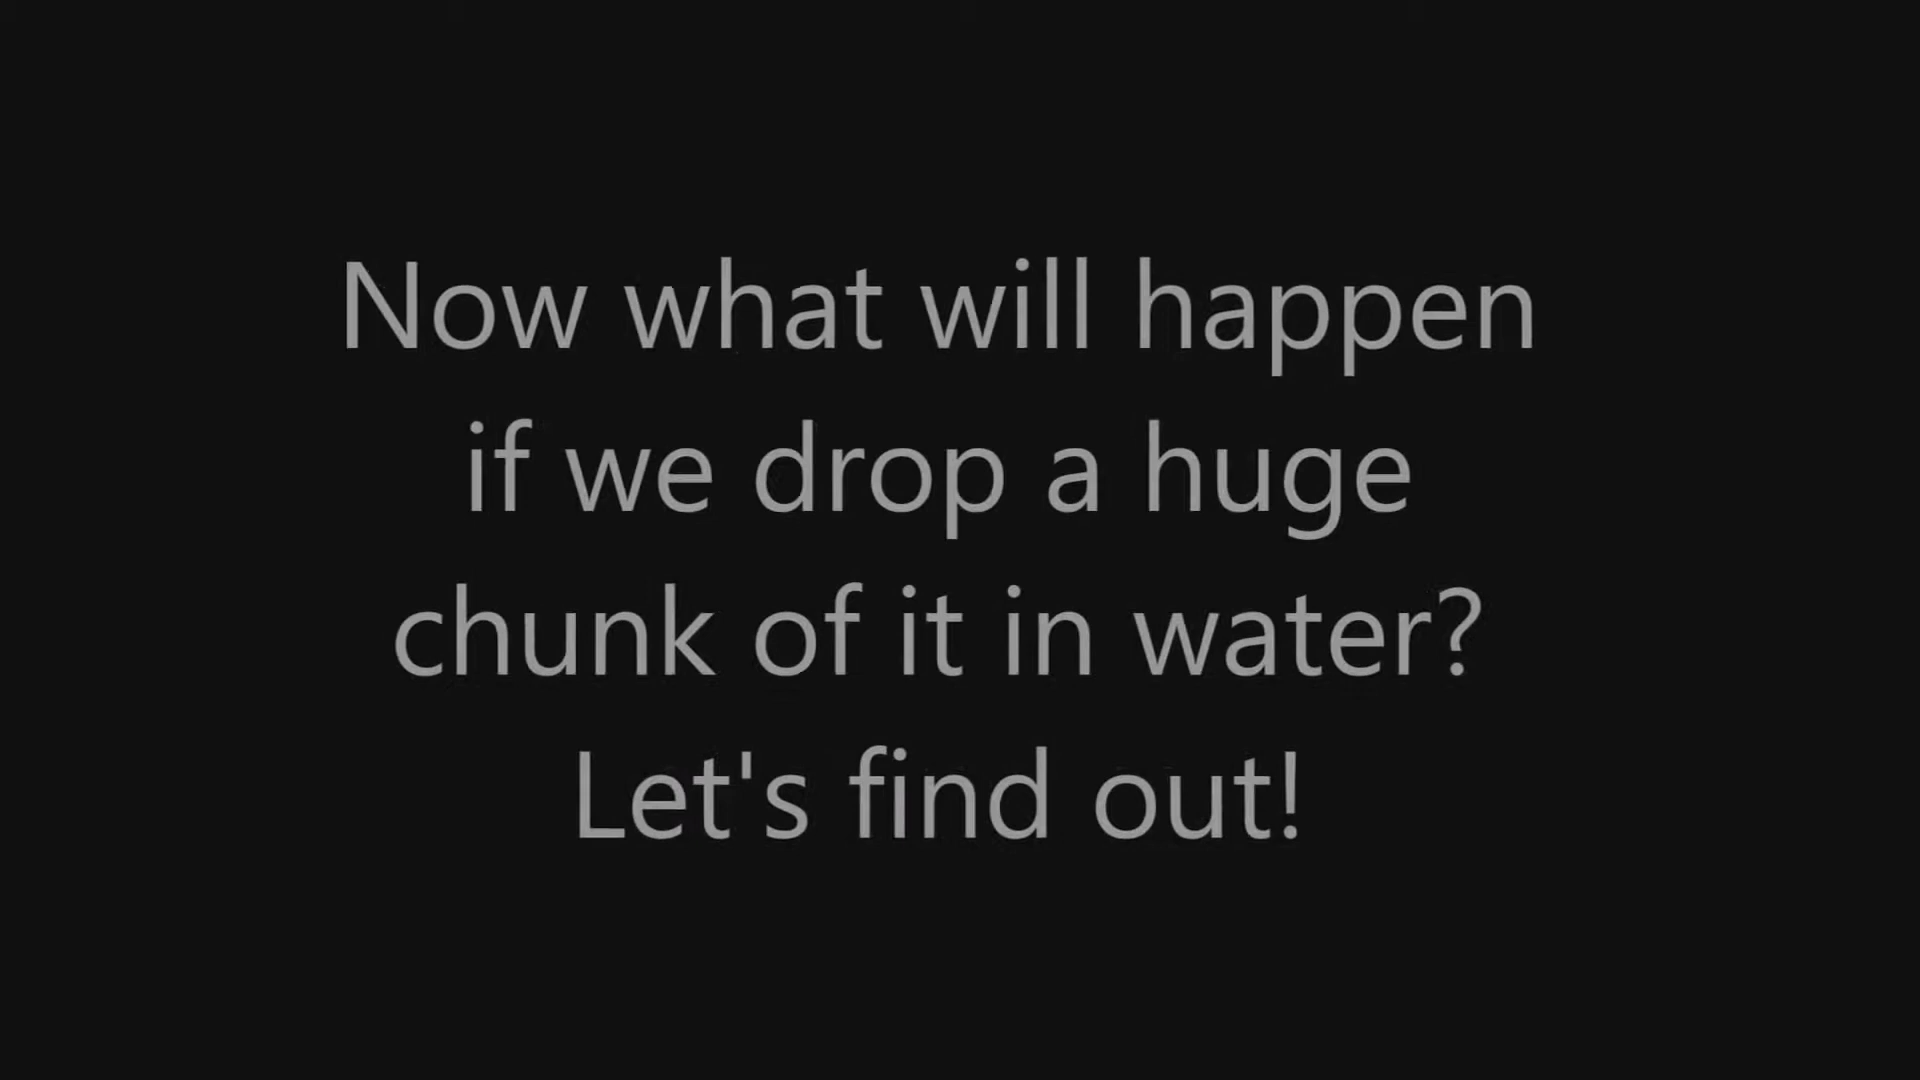 Now what will happen
if we drop a huge
chunk of it in water?
Let's find out!